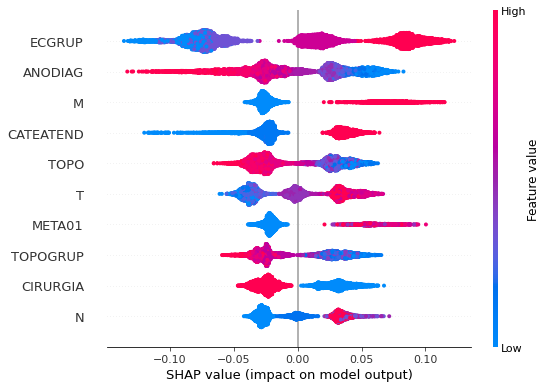 High
ECGRUP
ANODIAG
M
CATEATEND
TOPO
T
META01
TOPOGRUP
CIRURGIA
N
Feature value
Low
−0.10 −0.05 0.00 0.05 0.10
SHAP value (impact on model output)